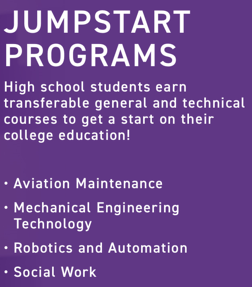 JUMPSTART
PROGRAMS
High school students earn
transferable general and technical
courses to get a start on their
college education!
• Aviation Maintenance
• Mechanical Engineering
Technology
• Robotics and Automation
• Social Work